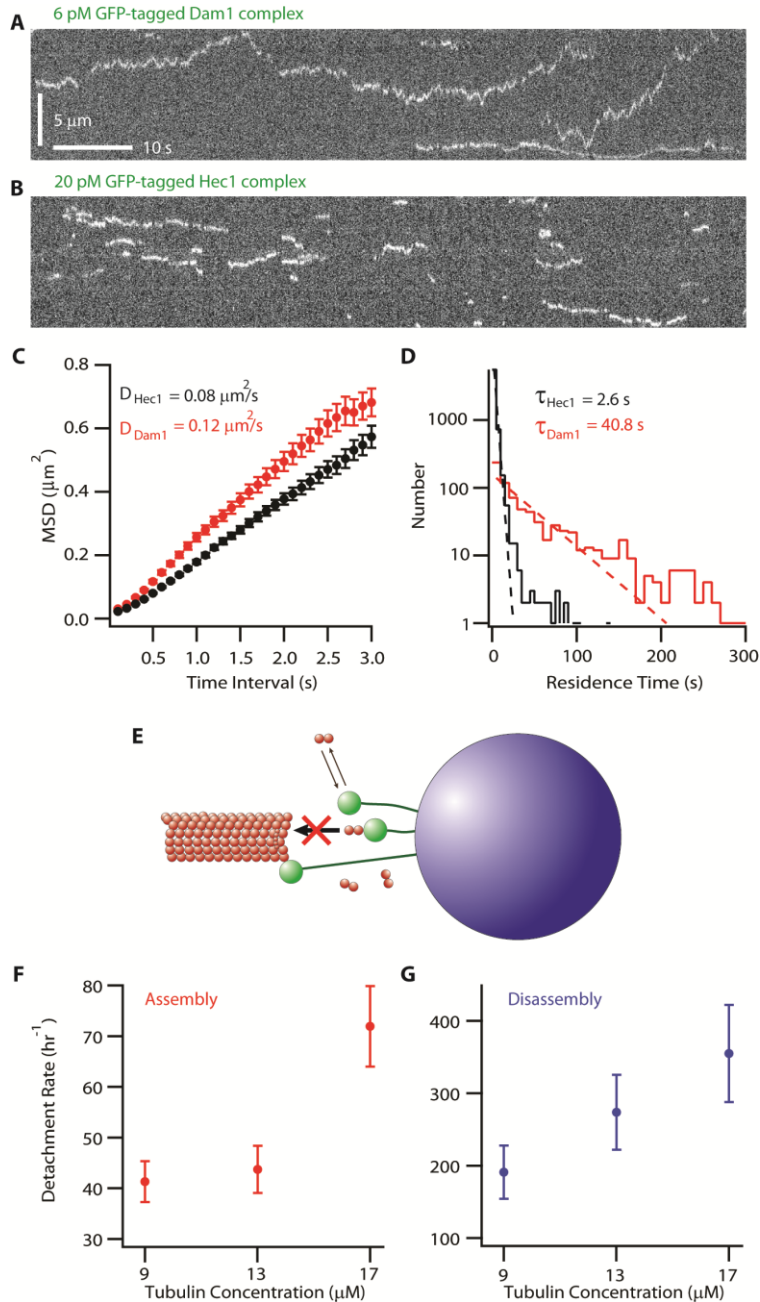 A
6 pM GFP-tagged Dam1 complex
5 μm
10 s
B
20 pM GFP-tagged Hec1 complex
C
D Hec1 = 0.08 μm²/s
D Dam1 = 0.12 μm²/s
MSD (μm²)
0.8
0.6
0.4
0.2
0.0
0.5 1.0 1.5 2.0 2.5 3.0
Time Interval (s)
D
τHec1 = 2.6 s
τDam1 = 40.8 s
Number
1000
100
10
1
0 100 200 300
Residence Time (s)
E
F
Assembly
Detachment Rate (hr⁻¹)
80
70
60
50
40
30
9 13 17
Tubulin Concentration (μM)
G
Disassembly
400
300
200
100
9 13 17
Tubulin Concentration (μM)